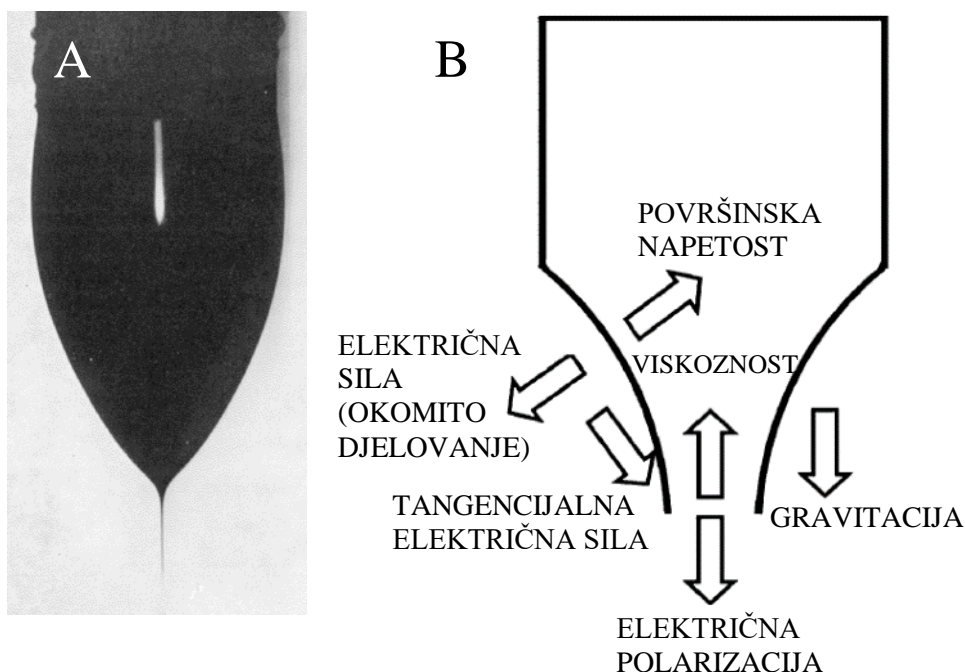 A
B
POVRŠINSKA
NAPETOST
ELEKTRIČNA
SILA
(OKOMITO
DJELOVANJE)
VISKOZNOST
TANGENCIJALNA
ELEKTRIČNA SILA
GRAVITACIJA
ELEKTRIČNA
POLARIZACIJA